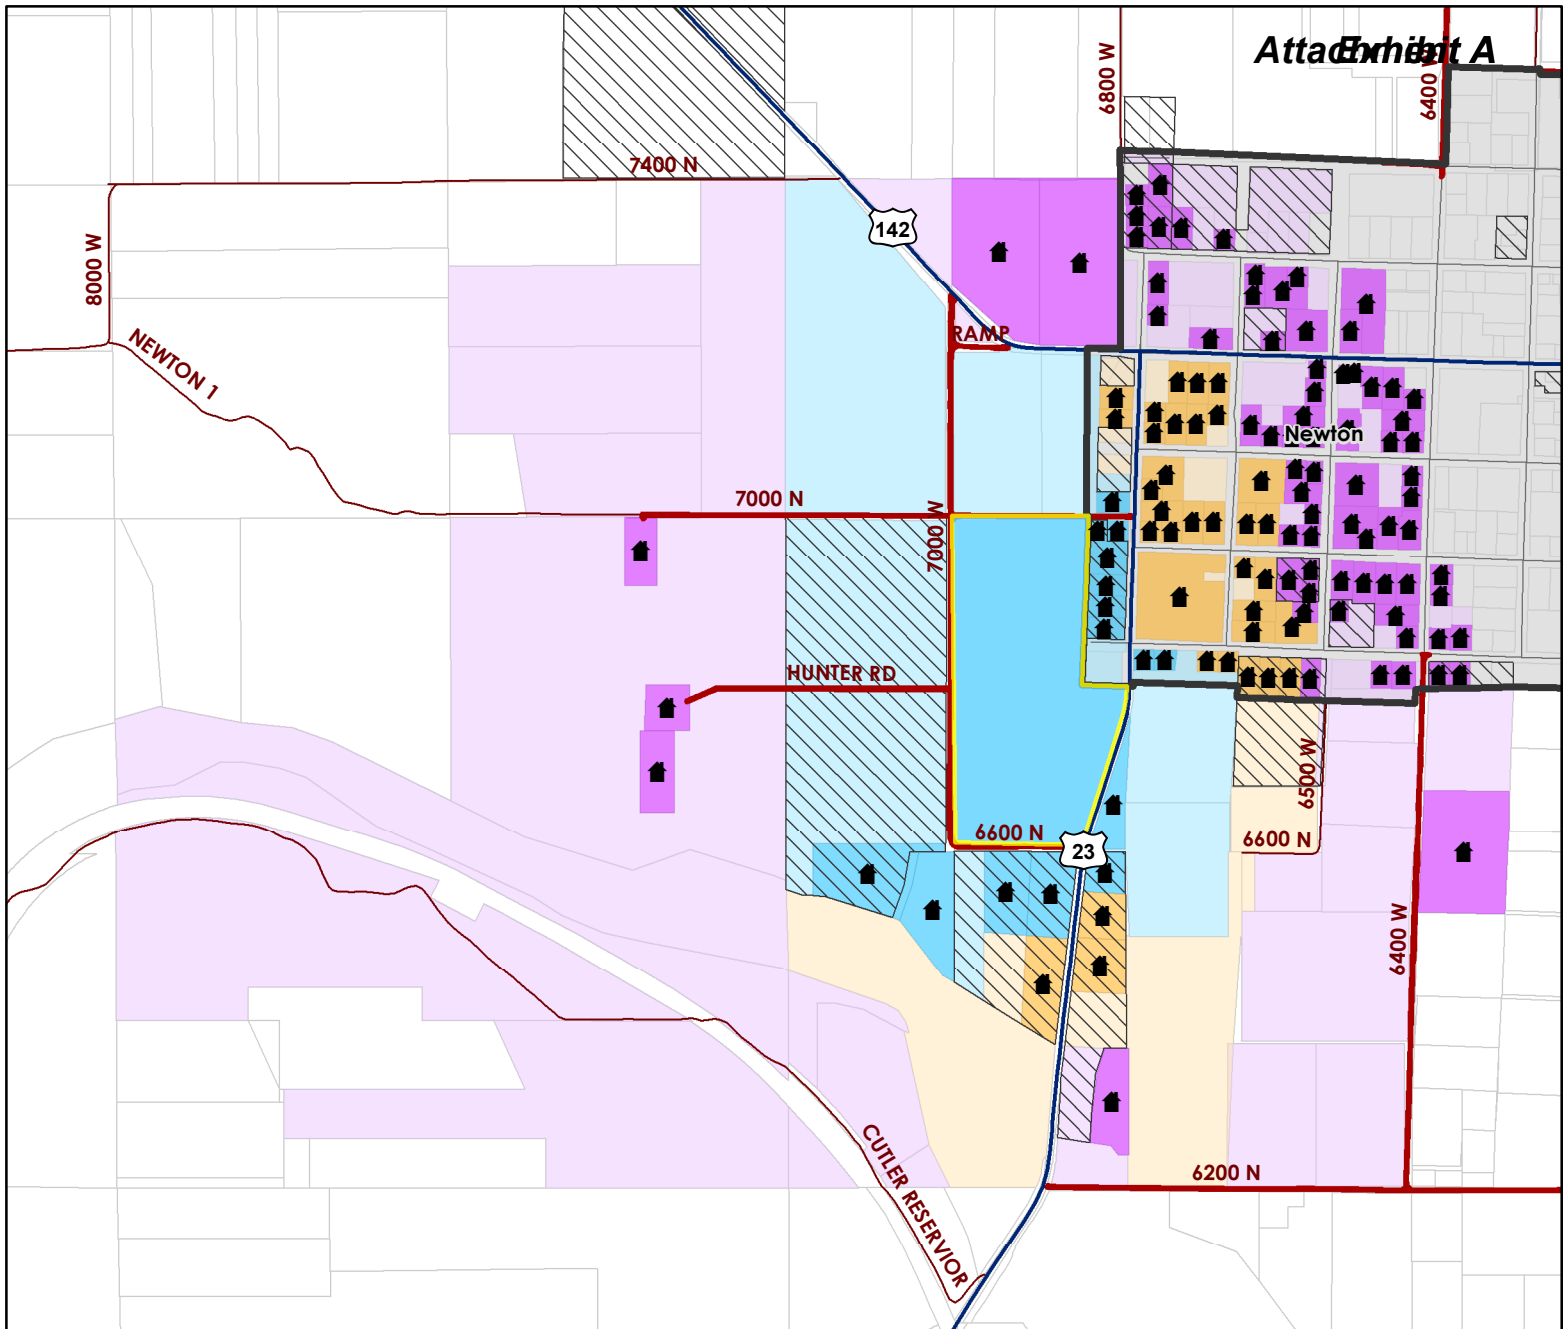 Attachment A
Exhibit A
6800 W
6400 W
7400 N
142
8000 W
RAMP
NEWTON 1
Newton
7000 N
7000 W
HUNTER RD
6500 W
6600 N
23
6600 N
6400 W
CUTLER RESERVIOR
6200 N